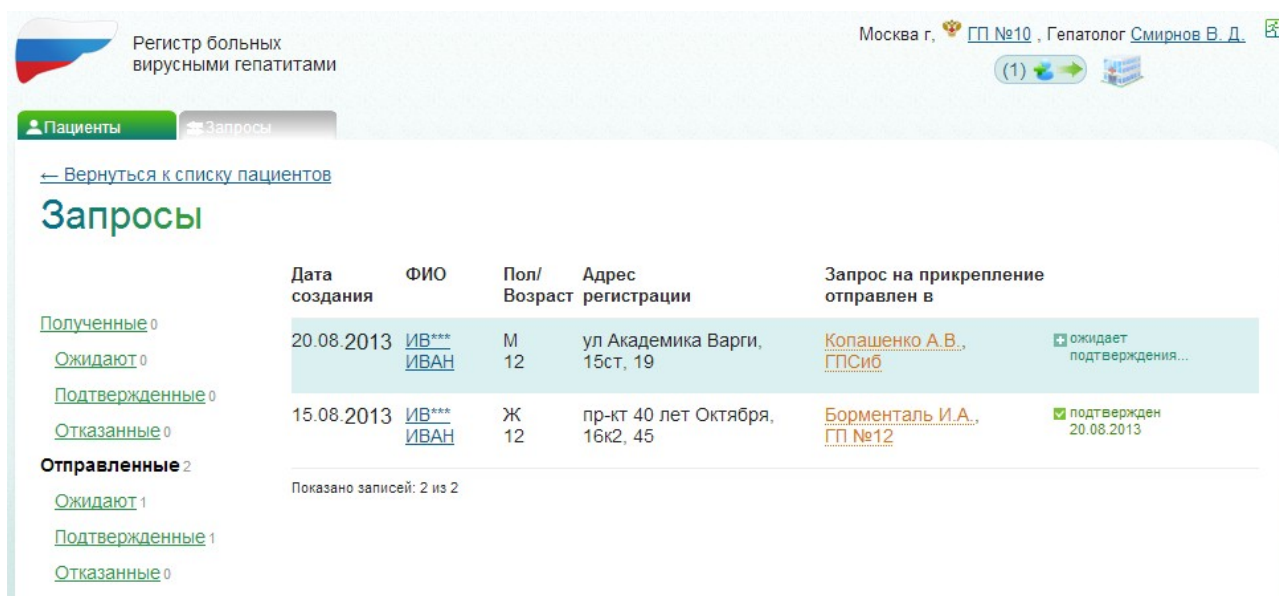 Регистр больных
вирусными гепатитами
Москва г, ГП №10 , Гепатолог Смирнов В. Д.
(1)
Пациенты
Запросы
← Вернуться к списку пациентов
Запросы
Полученные 0
Ожидают 0
Подтвержденные 0
Отказанные 0
Отправленные 2
Ожидают 1
Подтвержденные 1
Отказанные 0
Дата
создания
ФИО
Пол/
Возраст
Адрес
регистрации
Запрос на прикрепление
отправлен в
20.08.2013
ИВ***
ИВАН
М
12
ул Академика Варги,
15ст, 19
Копашенко А.В.,
ГПСиб
ожидает
подтверждения...
15.08.2013
ИВ***
ИВАН
Ж
12
пр-кт 40 лет Октября,
16к2, 45
Борменталь И.А.,
ГП №12
подтвержден
20.08.2013
Показано записей: 2 из 2